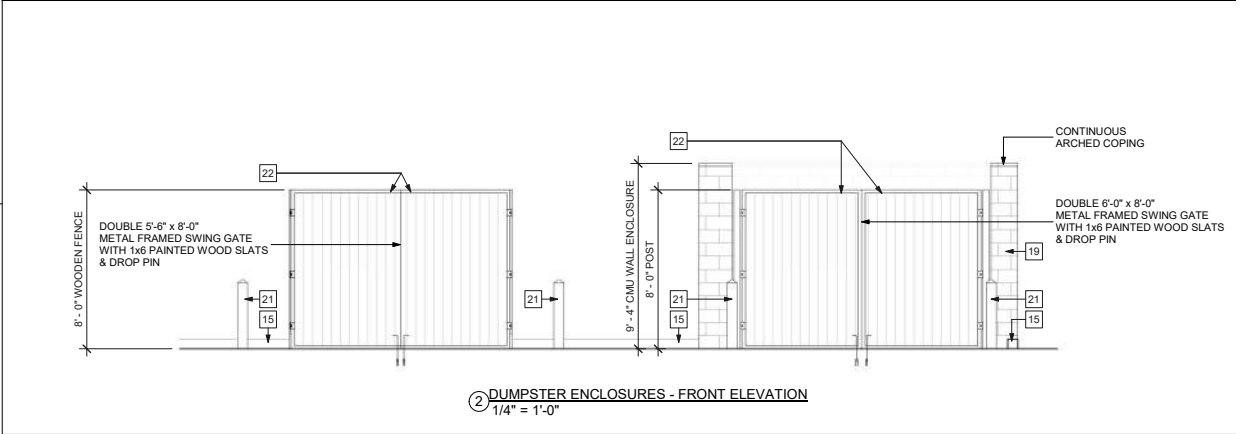 22
8' - 0" WOODEN FENCE
DOUBLE 5'-6" x 8'-0"
METAL FRAMED SWING GATE
WITH 1x6 PAINTED WOOD SLATS
& DROP PIN
21
15
21
22
CONTINUOUS
ARCHED COPING
9' - 4" CMU WALL ENCLOSURE
8' - 0" POST
DOUBLE 6'-0" x 8'-0"
METAL FRAMED SWING GATE
WITH 1x6 PAINTED WOOD SLATS
& DROP PIN
19
21
15
21
15
2
DUMPSTER ENCLOSURES - FRONT ELEVATION
1/4" = 1'-0"